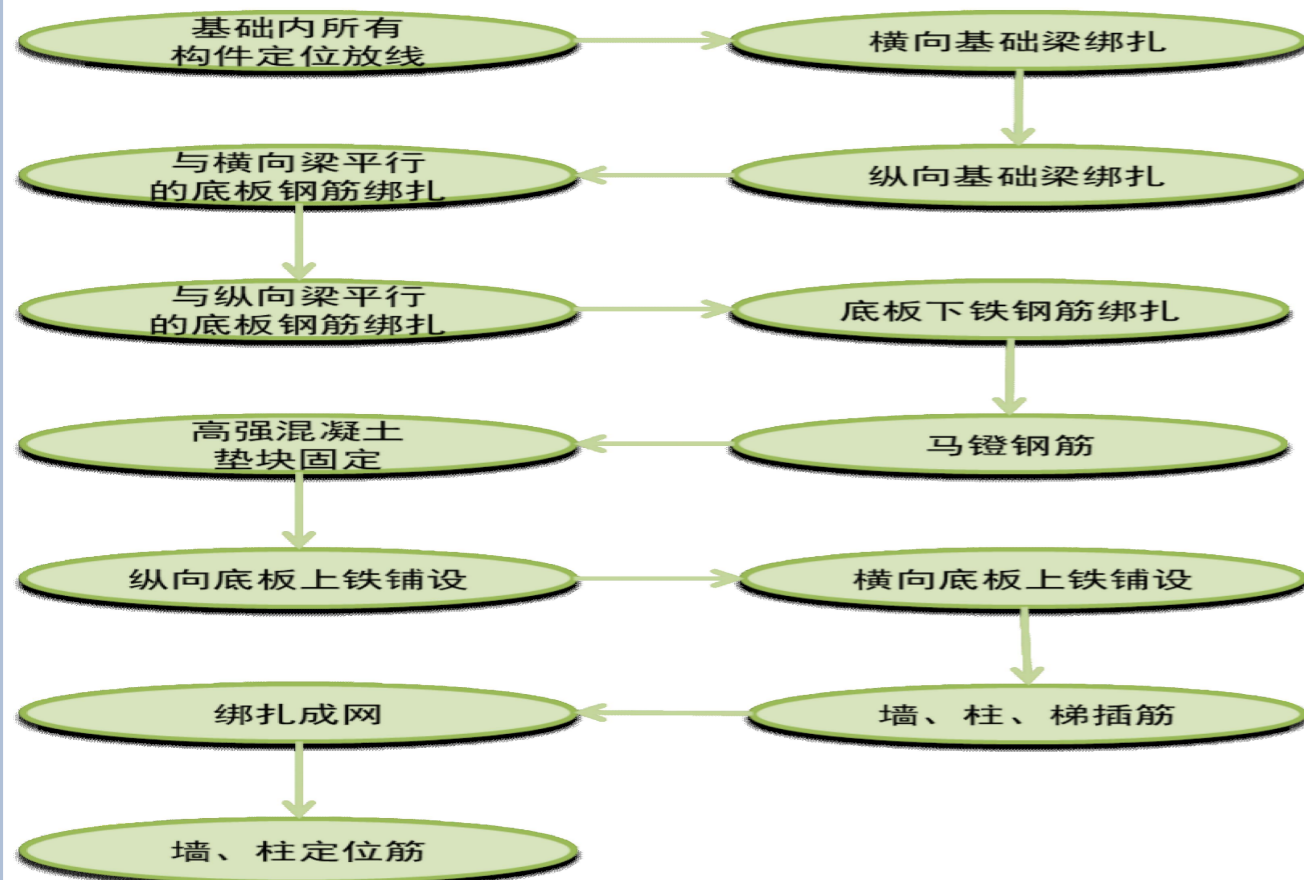 基础内所有
构件定位放线
横向基础梁绑扎
纵向基础梁绑扎
与横向梁平行
的底板钢筋绑扎
与纵向梁平行
的底板钢筋绑扎
底板下铁钢筋绑扎
马镫钢筋
高强混凝土
垫块固定
纵向底板上铁铺设
横向底板上铁铺设
墙、柱、梯插筋
绑扎成网
墙、柱定位筋